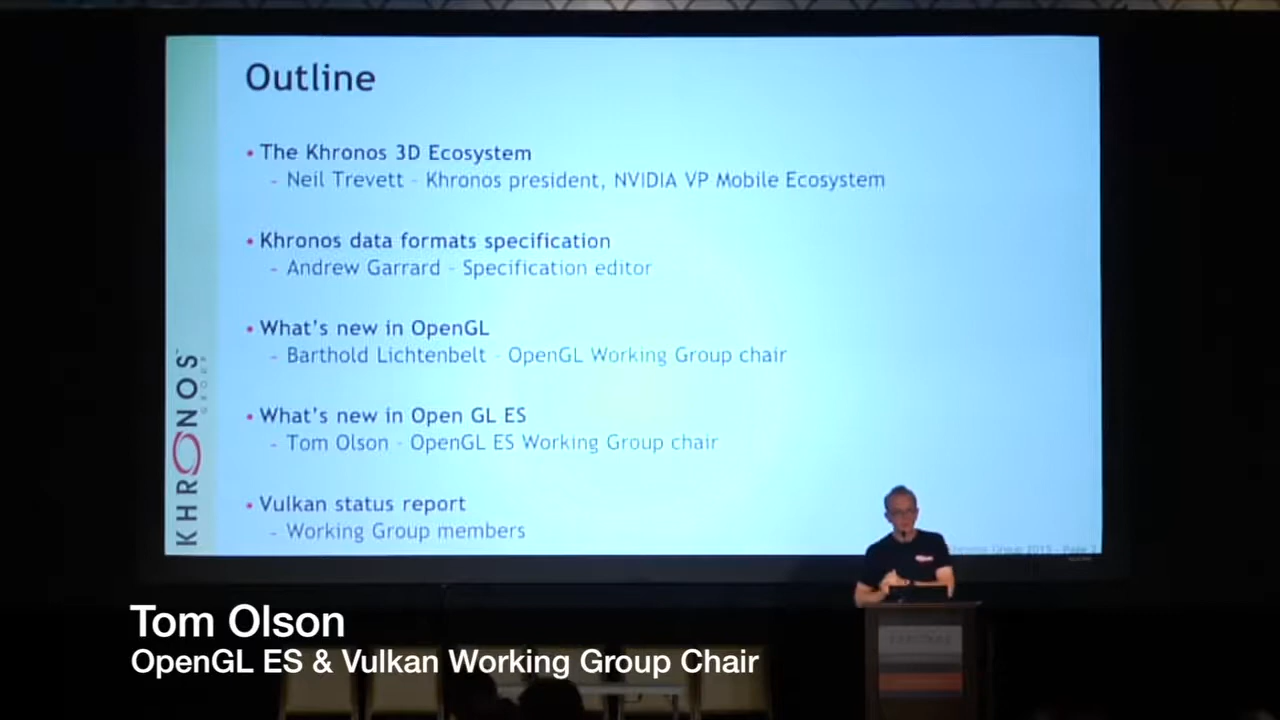 Outline
• The Khronos 3D Ecosystem
- Neil Trevett - Khronos president, NVIDIA VP Mobile Ecosystem
• Khronos data formats specification
- Andrew Garrard - Specification editor
• What's new in OpenGL
- Barthold Lichtenbelt - OpenGL Working Group chair
• What's new in Open GL ES
- Tom Olson - OpenGL ES Working Group chair
• Vulkan status report
- Working Group members
KHRONOS
GROUP
Tom Olson
OpenGL ES & Vulkan Working Group Chair